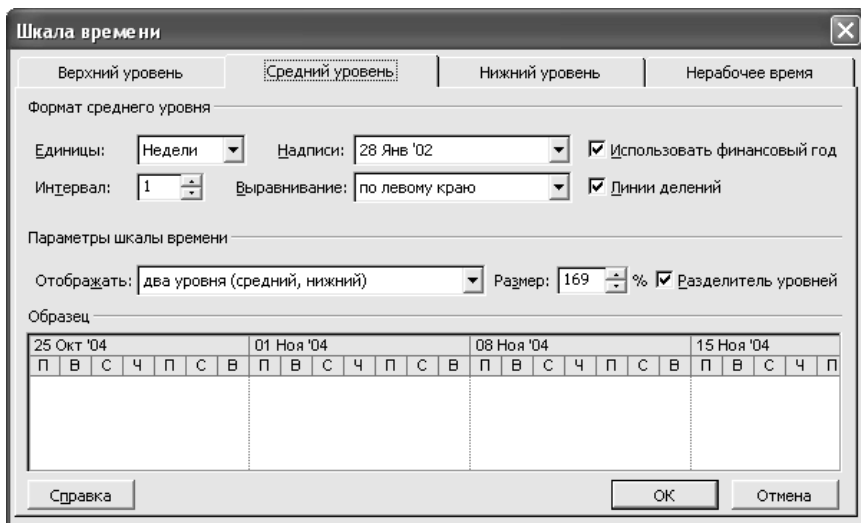 Шкала времени
Верхний уровень Средний уровень Нижний уровень Нерабочее время
Формат среднего уровня
Единицы: Недели Надписи: 28 Янв '02 Использовать финансовый год
Интервал: 1 Выравнивание: по левому краю Линии делений
Параметры шкалы времени
Отображать: два уровня (средний, нижний) Размер: 169 % Разделитель уровней
Образец
25 Окт '04 01 Ноя '04 08 Ноя '04 15 Ноя '04
П В С Ч П С В П В С Ч П С В П В С Ч П С В П В С Ч П
Справка ОК Отмена